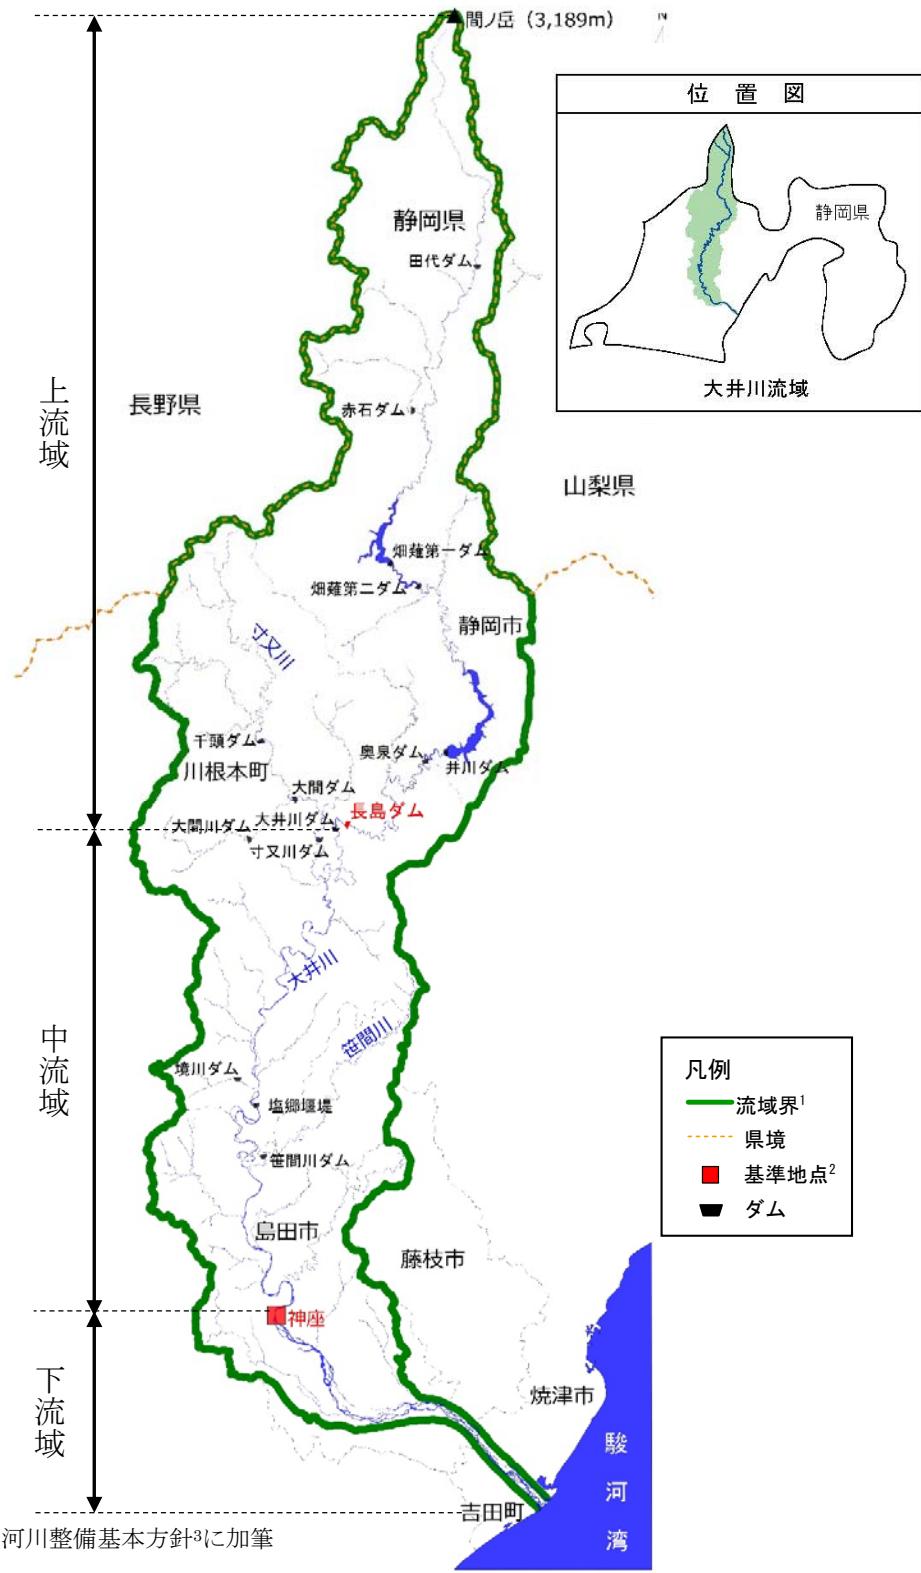 間ノ岳（3,189m）
N
位 置 図
静岡県
大井川流域
静岡県
田代ダム
上流域
長野県
赤石ダム
山梨県
畑薙第一ダム
畑薙第二ダム
静岡市
寸又川
千頭ダム
奥泉ダム
井川ダム
川根本町
大間ダム
長島ダム
大間川ダム
大井川ダム
寸又川ダム
大井川
中流域
笹間川
境川ダム
塩郷堰堤
笹間川ダム
凡例
流域界1
県境
基準地点2
ダム
島田市
藤枝市
神座
下流域
焼津市
駿河湾
吉田町
河川整備基本方針3に加筆